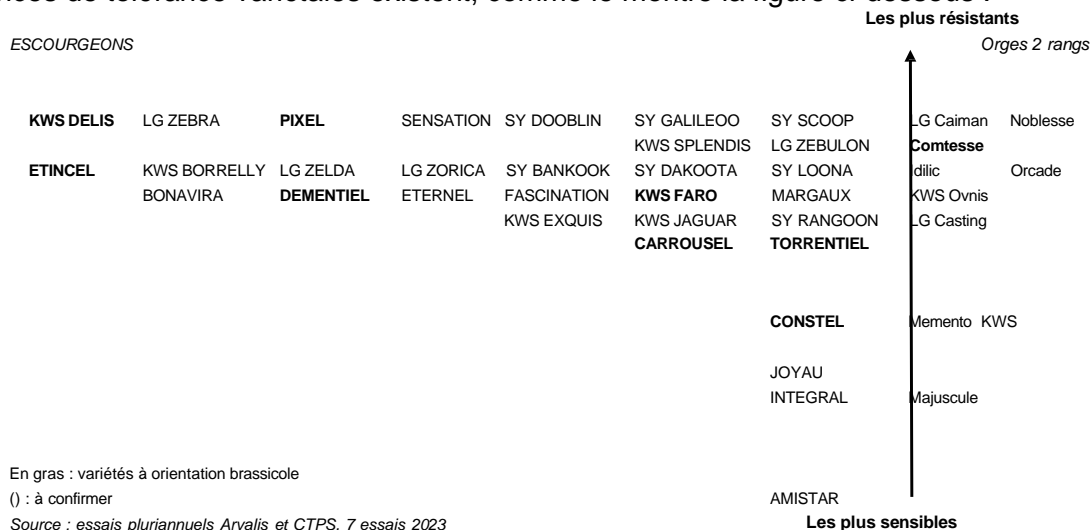 Les plus résistants
ESCOURGEONS Orges 2 rangs
KWS DELIS LG ZEBRA PIXEL SENSATION SY DOOBLIN SY GALILEOO SY SCOOP LG Caiman Noblesse
KWS SPLENDIS LG ZEBULON Comtesse
ETINCEL KWS BORRELLY LG ZELDA LG ZORICA SY BANKOOK SY DAKOOTA SY LOONA Idilic Orcade
BONAVIRA DEMENTIEL ETERNEL FASCINATION KWS FARO MARGAUX KWS Ovnis
KWS EXQUIS KWS JAGUAR SY RANGOON LG Casting
CARROUSEL TORRENTIEL
CONSTEL Memento KWS
JOYAU
INTEGRAL Majuscule
En gras : variétés à orientation brassicole
() : à confirmer AMISTAR
Source : essais pluriannuels Arvalis et CTPS, 7 essais 2023 Les plus sensibles